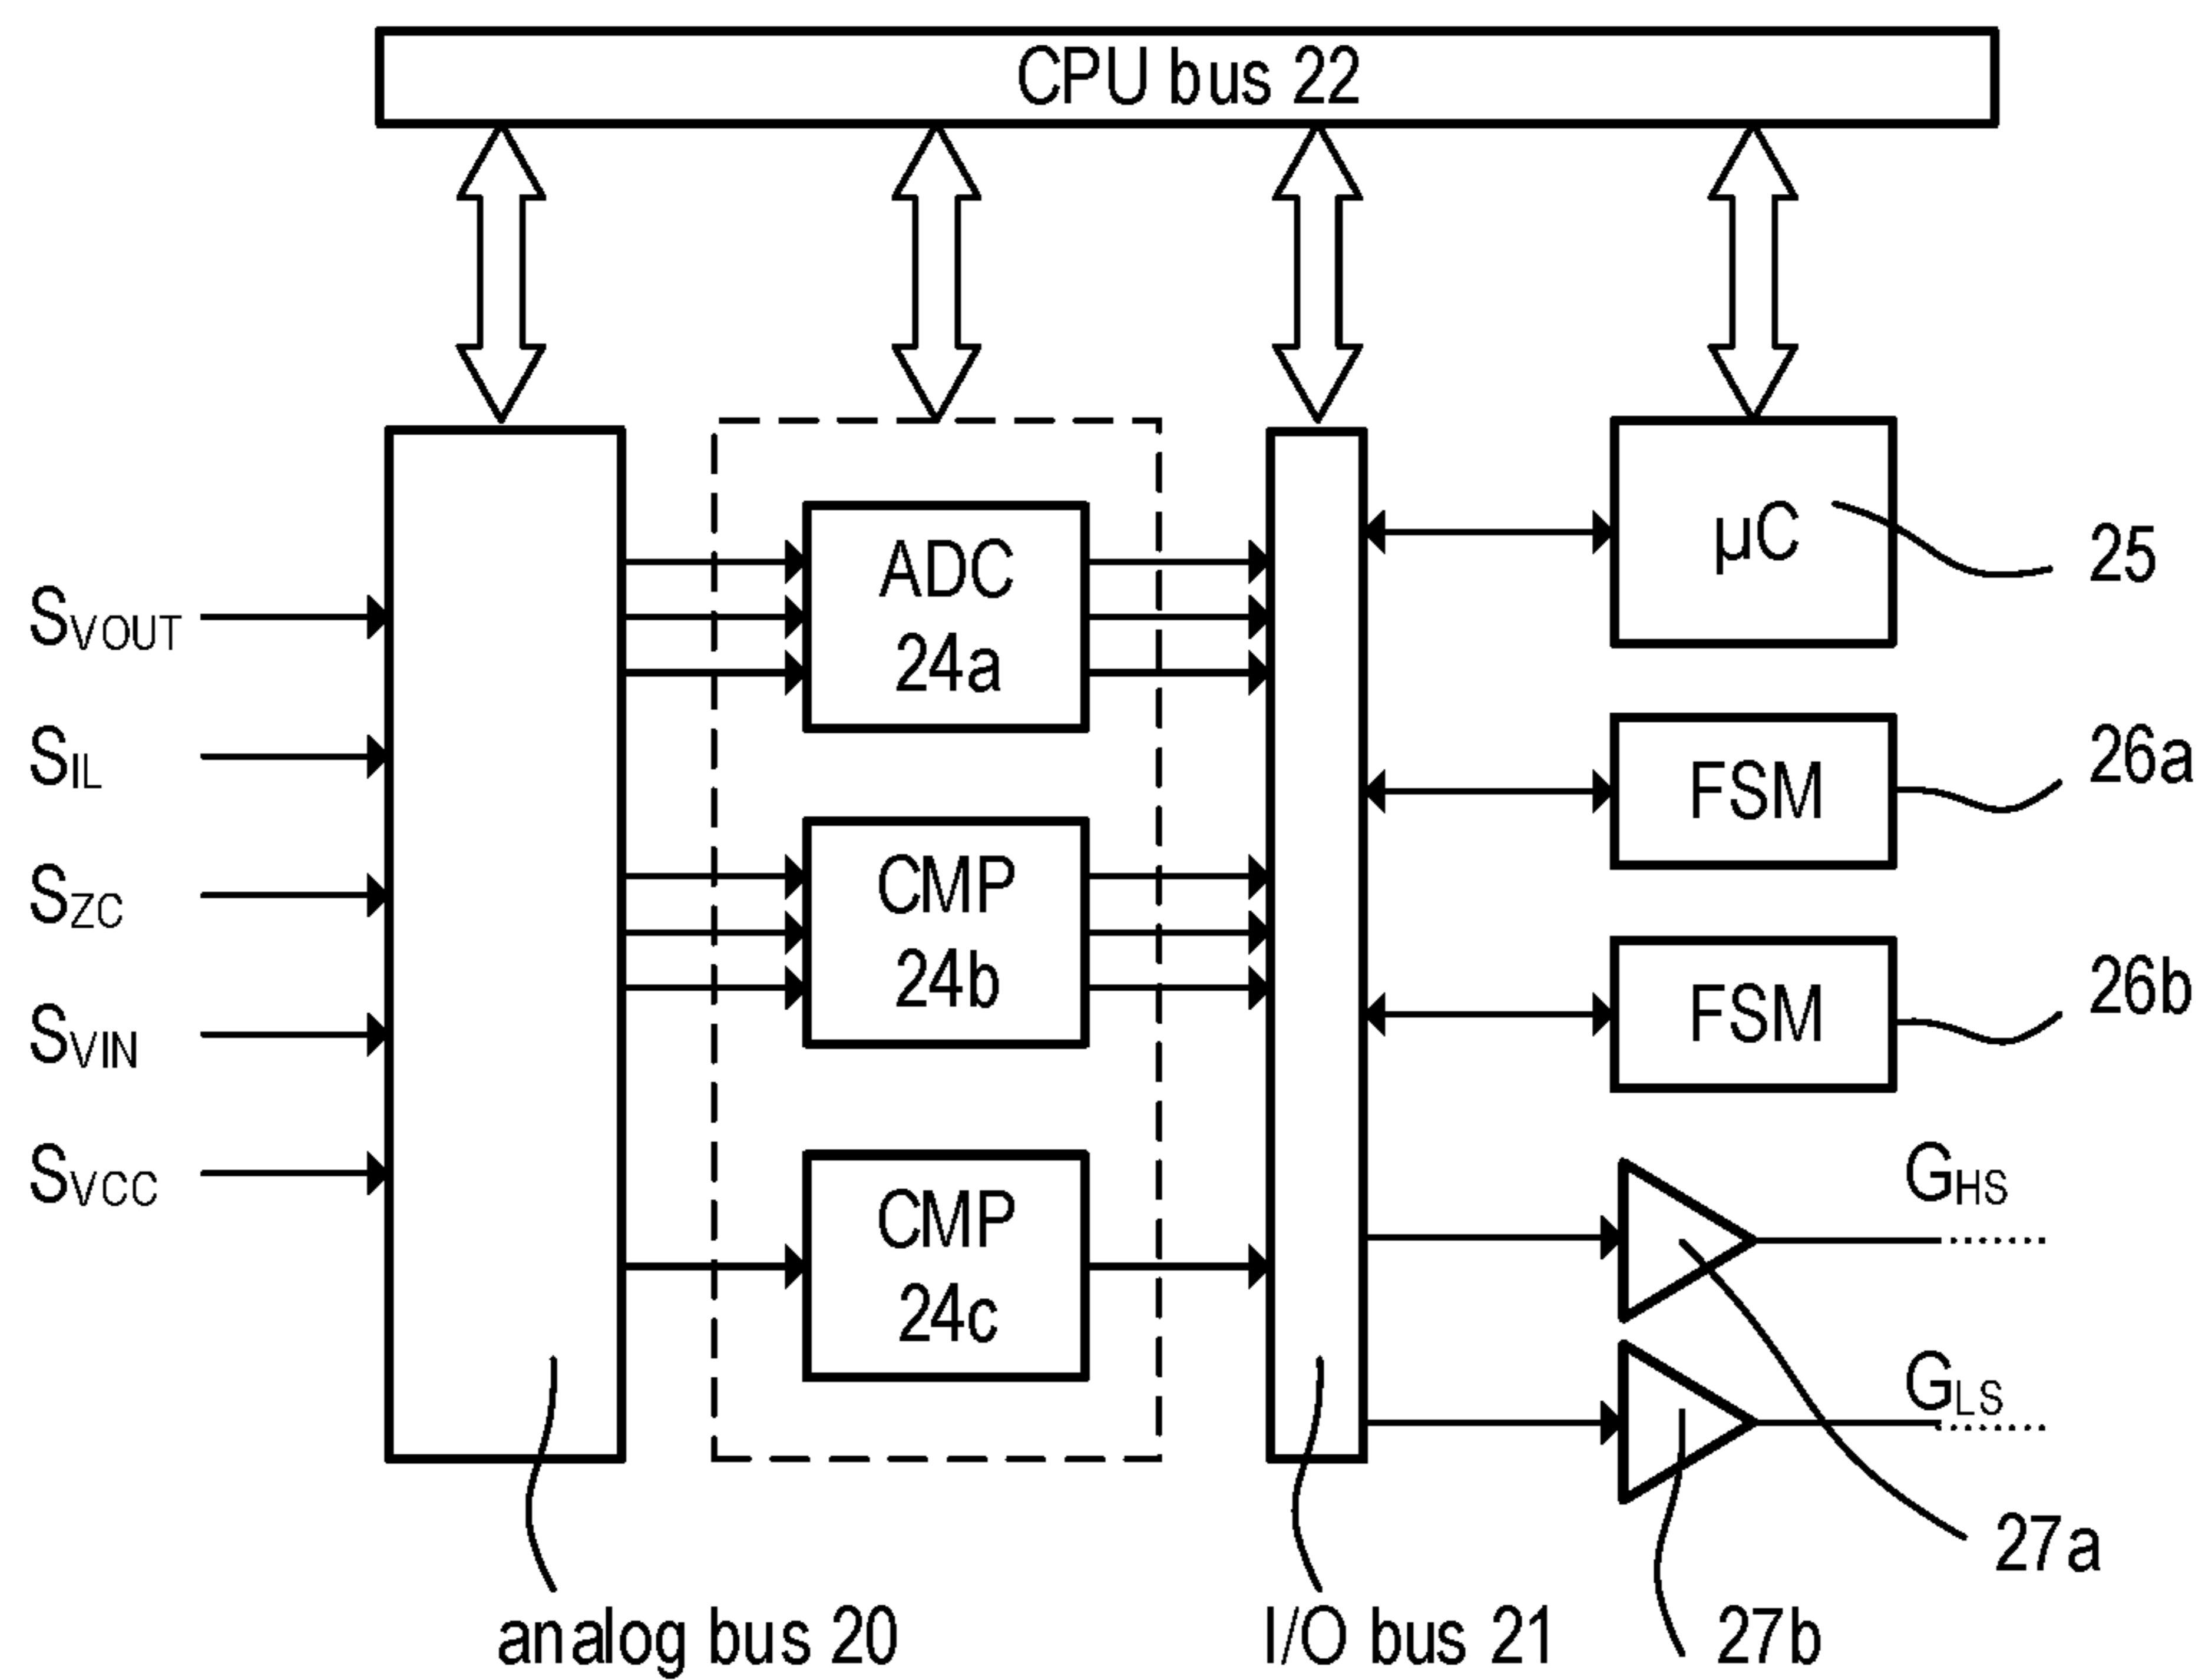 CPU bus 22
ADC
24a
CMP
24b
CMP
24c
µC
25
FSM
26a
FSM
26b
SVOUT
SIL
SZC
SVIN
SVCC
GHS
GLS
27a
27b
analog bus 20
I/O bus 21